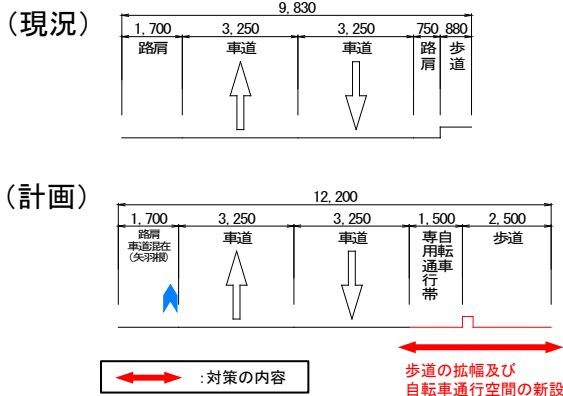 (現況)
9,830
1,700 3,250 3,250 750 880
路肩 車道 車道 路肩 歩道
(計画)
12,200
1,700 3,250 3,250 1,500 2,500
路肩 車道 車道 自転車専用通行帯 歩道
車道混在
(矢羽根)
:対策の内容
歩道の拡幅及び
自転車通行空間の新設